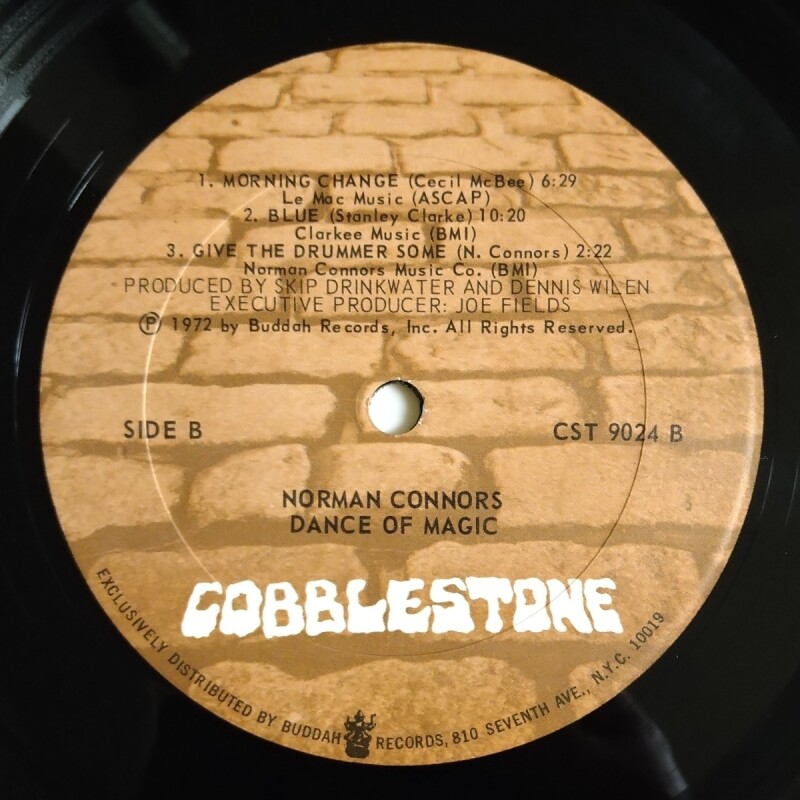 1. MORNING CHANGE (Cecil McBee) 6:29
Le Mac Music (ASCAP)
2. BLUE (Stanley Clarke) 10:20
Clarkee Music (BMI)
3. GIVE THE DRUMMER SOME (N. Connors) 2:22
Norman Connors Music Co. (BMI)
PRODUCED BY SKIP DRINKWATER AND DENNIS WILEN
EXECUTIVE PRODUCER: JOE FIELDS
Ⓟ 1972 by Buddah Records, Inc. All Rights Reserved.
SIDE B
CST 9024 B
NORMAN CONNORS
DANCE OF MAGIC
COBBLESTONE
EXCLUSIVELY DISTRIBUTED BY BUDDAH RECORDS, 810 SEVENTH AVE., N.Y.C. 10019